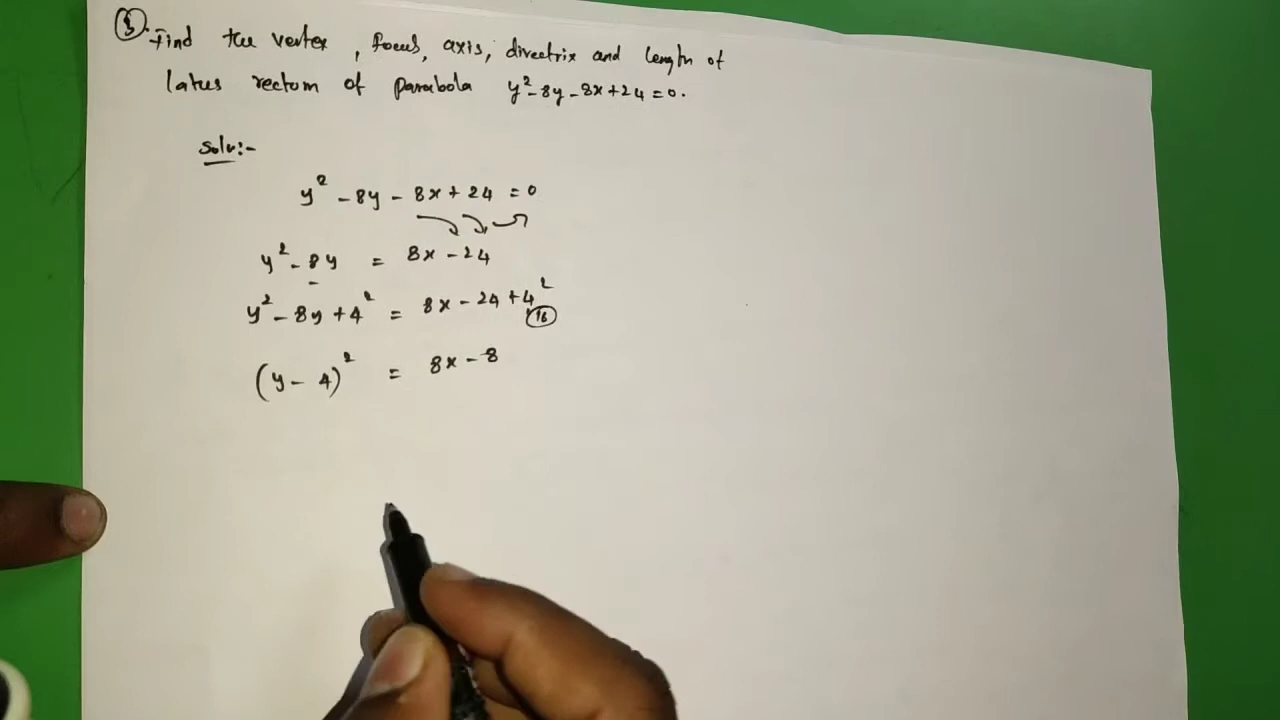 ③. Find the vertex, focus, axis, directrix and length of
latus rectum of parabola y² - 8y - 8x + 24 = 0.
Solu:-
y² - 8y - 8x + 24 = 0
y² - 8y = 8x - 24
y² - 8y + 4² = 8x - 24 + 4²
16
(y - 4)² = 8x - 8